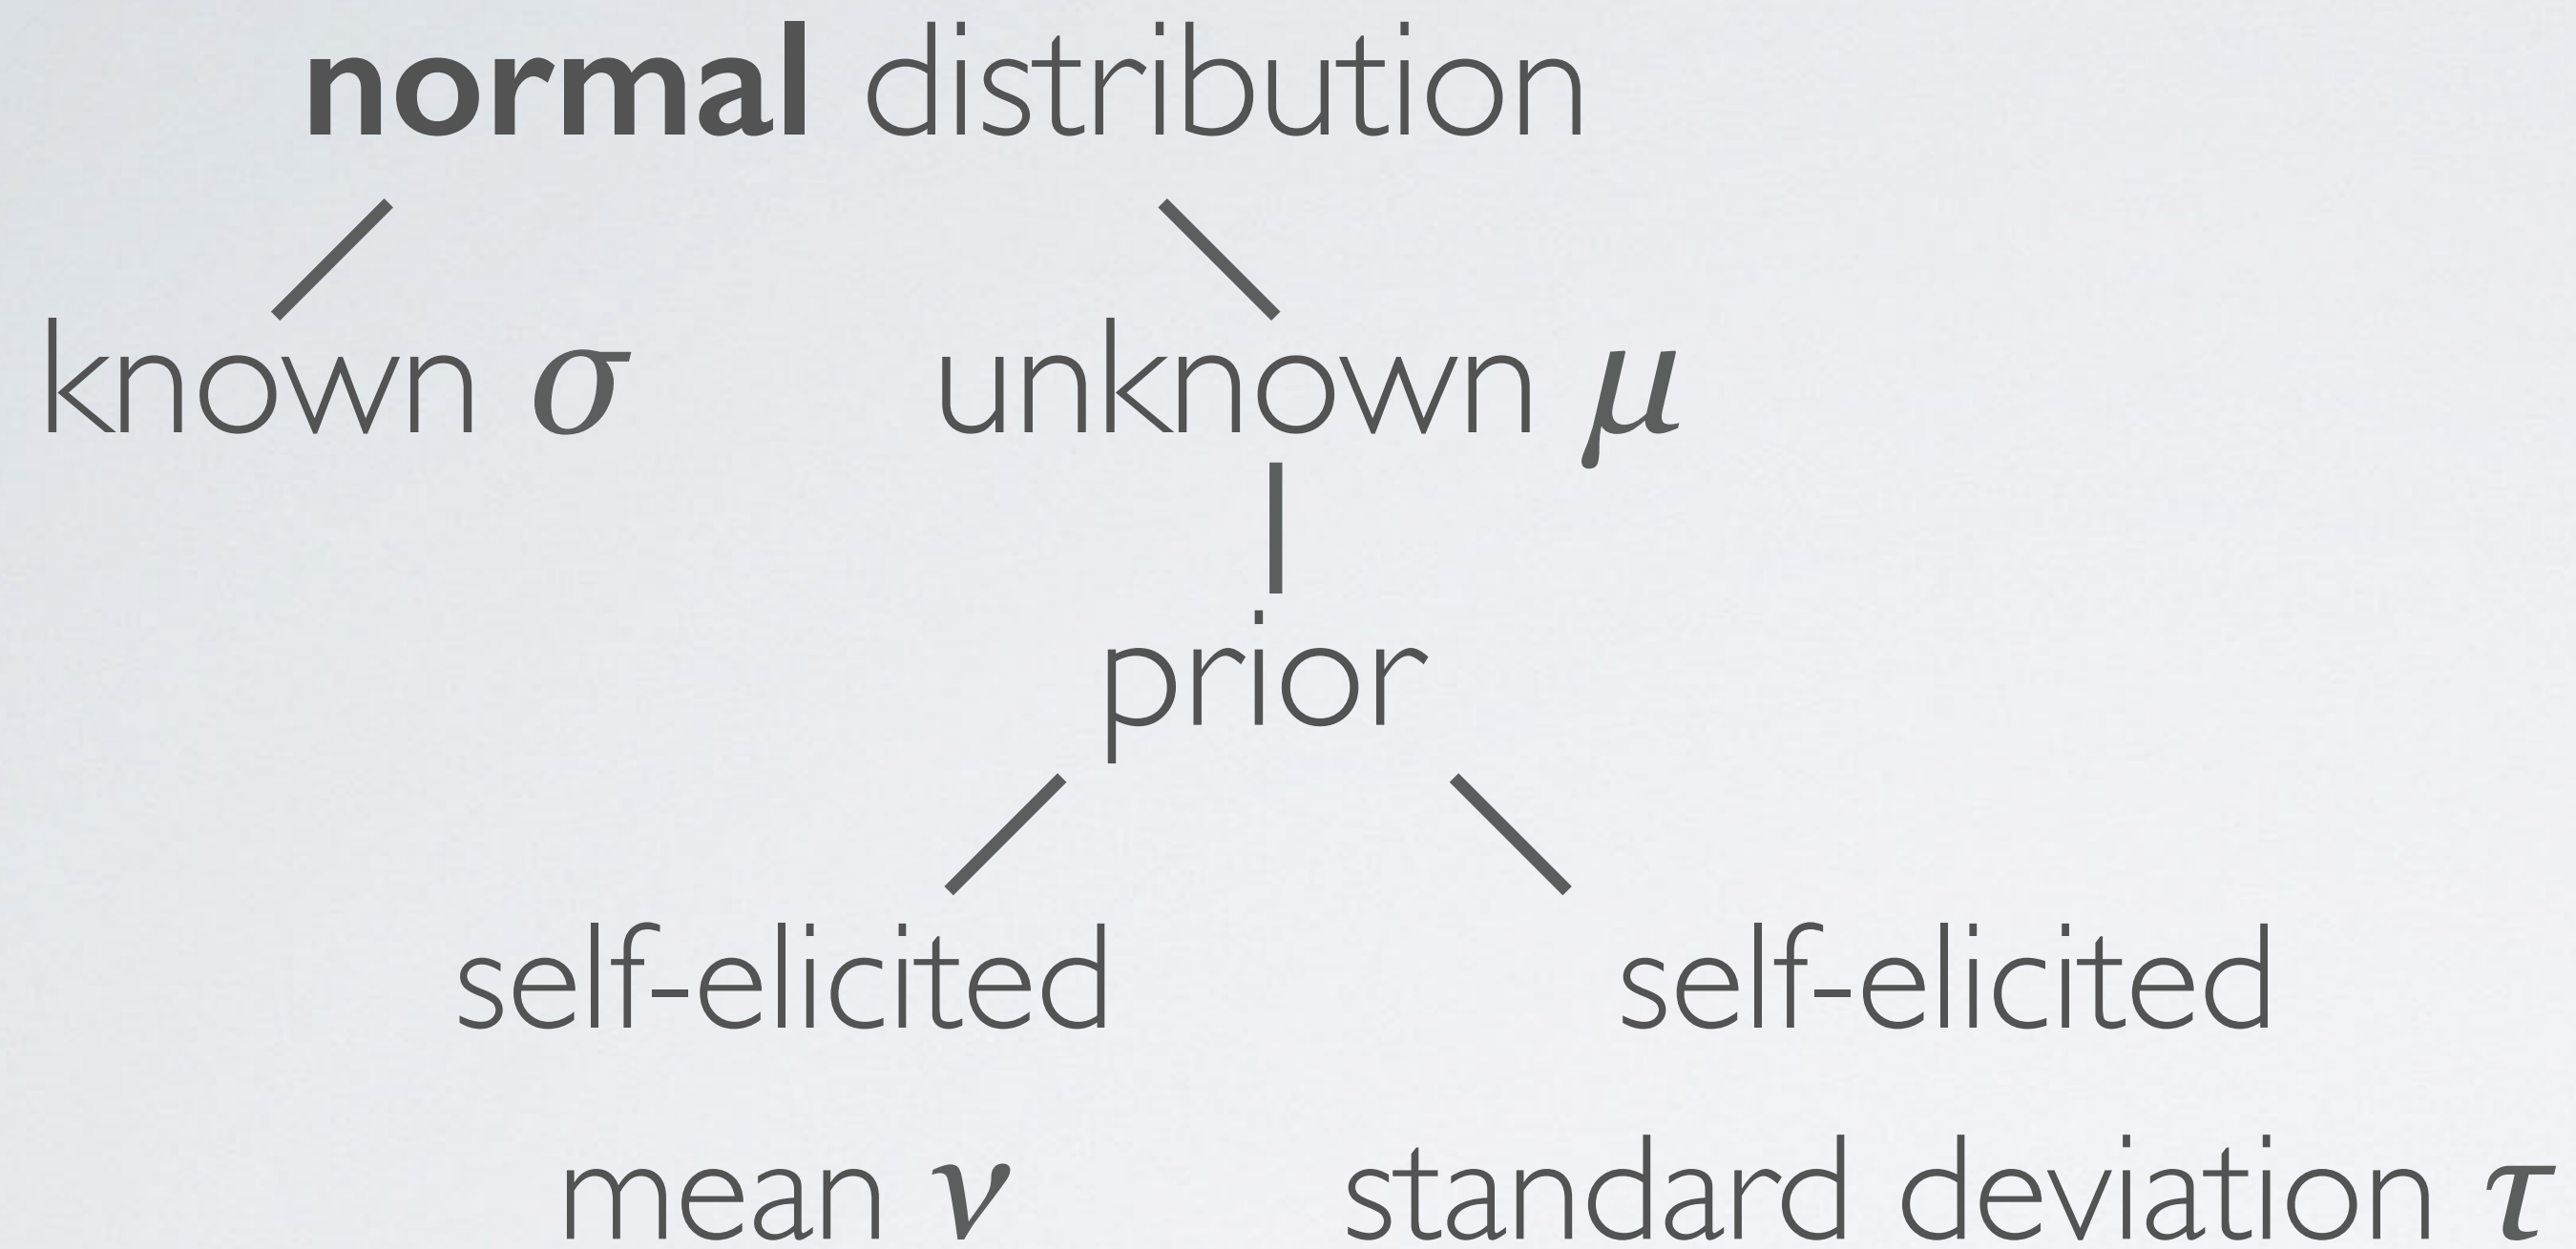 normal distribution
known σ unknown μ
prior
self-elicited self-elicited
mean ν standard deviation τ